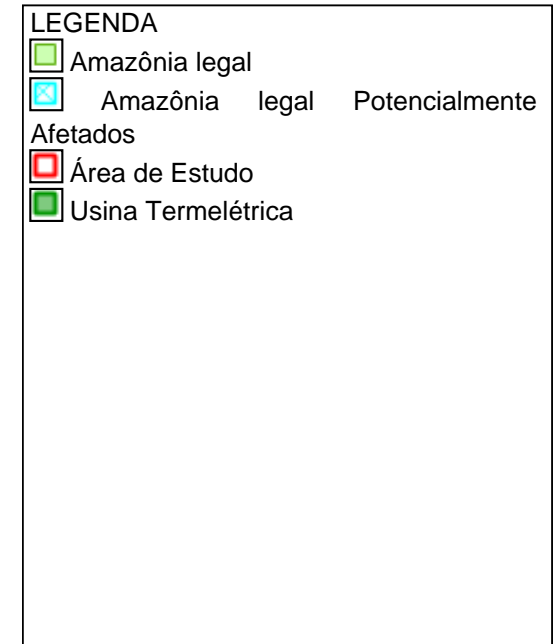 LEGENDA
Amazônia legal
Amazônia legal Potencialmente
Afetados
Área de Estudo
Usina Termelétrica